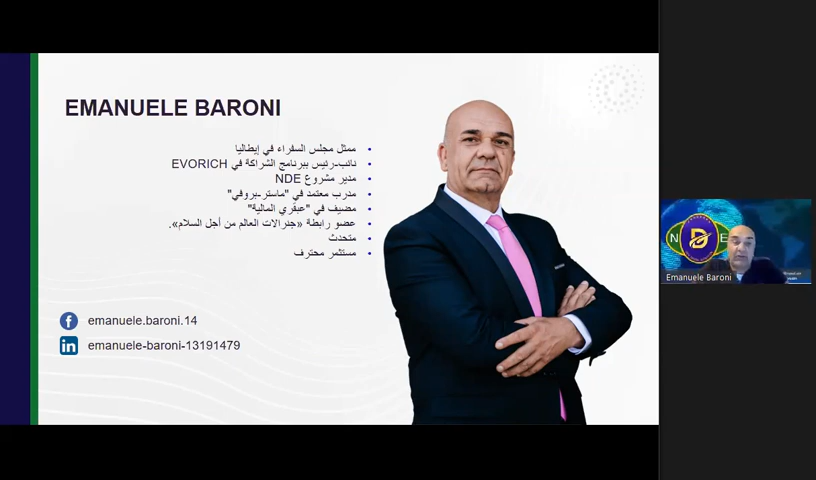 EMANUELE BARONI
ممثل مجلس السفراء في إيطاليا
نائب-رئيس ببرنامج الشراكة في EVORICH
مدير مشروع NDE
مدرب معتمد في "ماستر-بروفي"
مضيف في "عبقري المالية"
عضو رابطة «جنرالات العالم من أجل السلام».
متحدث
مستثمر محترف
emanuele.baroni.14
emanuele-baroni-13191479
N D E
Emanuele Baroni